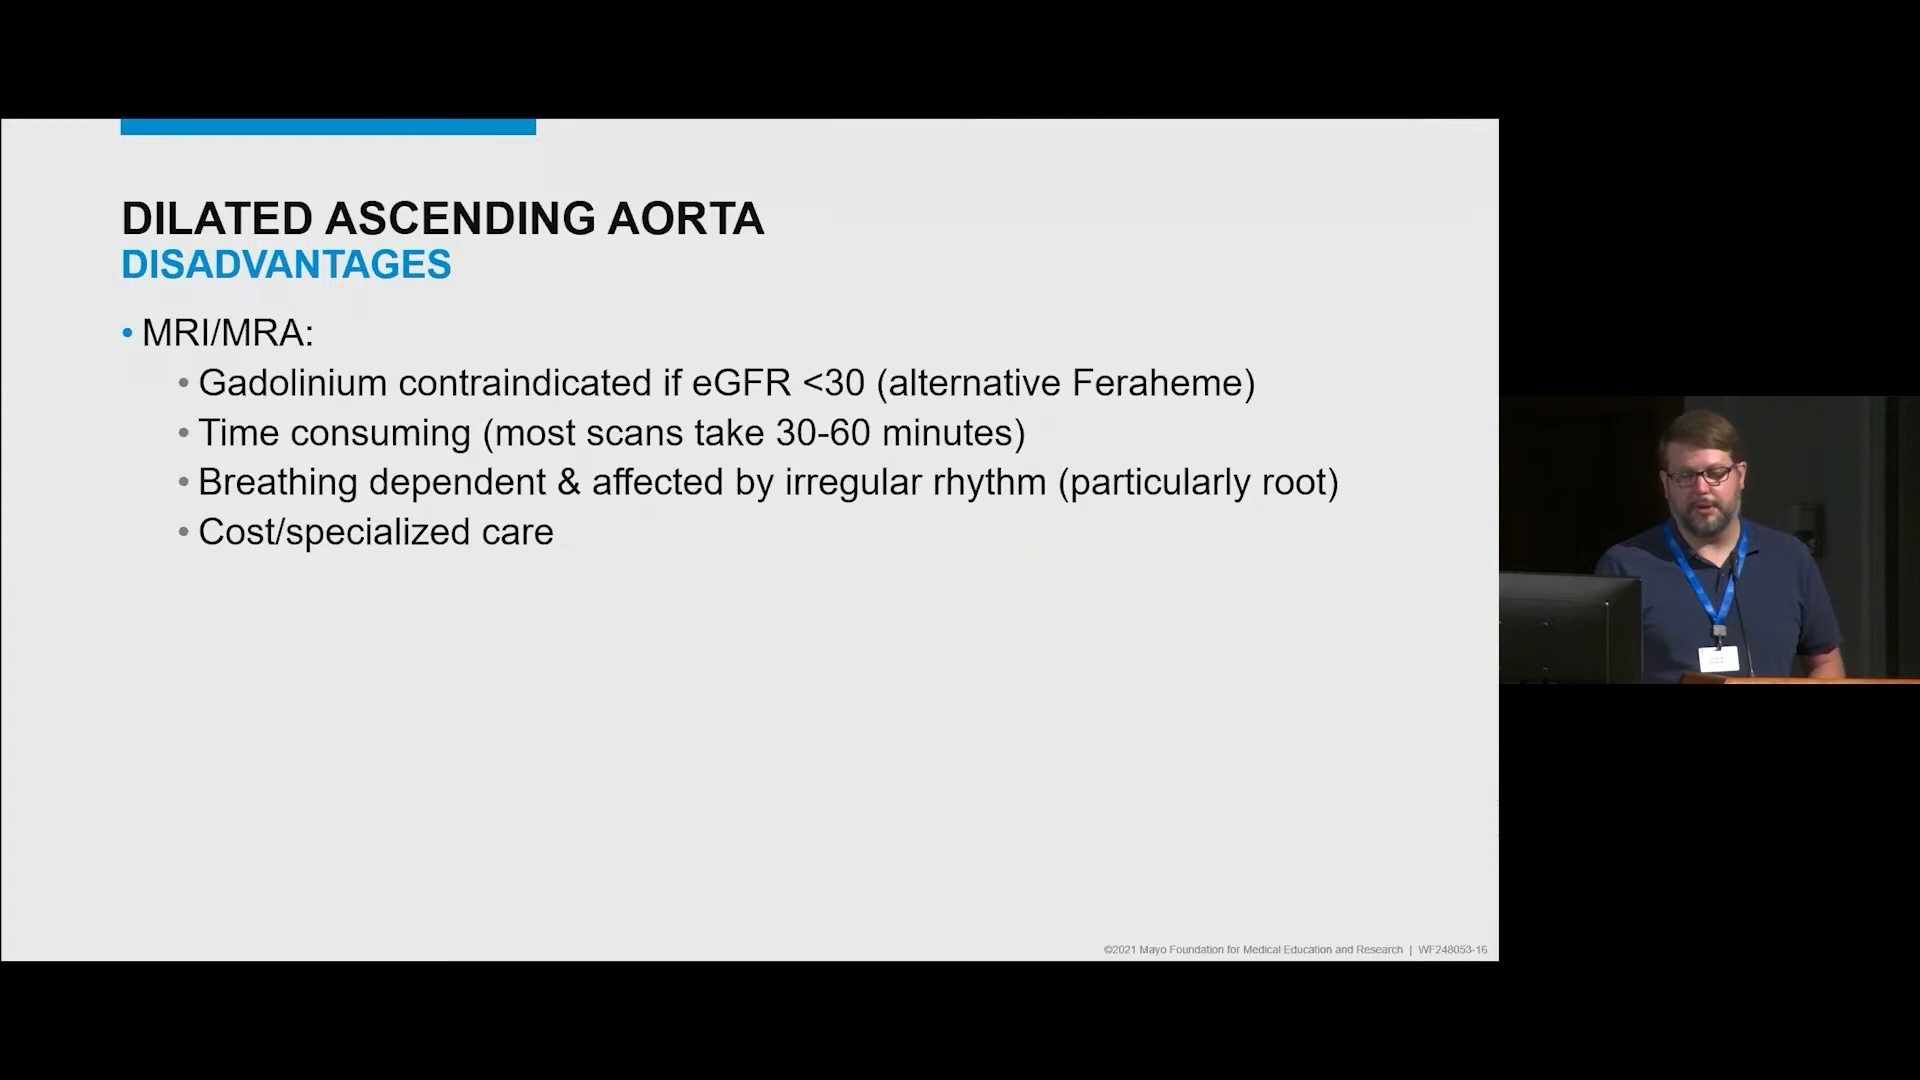 DILATED ASCENDING AORTA
DISADVANTAGES
• MRI/MRA:
• Gadolinium contraindicated if eGFR <30 (alternative Feraheme)
• Time consuming (most scans take 30-60 minutes)
• Breathing dependent & affected by irregular rhythm (particularly root)
• Cost/specialized care
©2021 Mayo Foundation for Medical Education and Research | WF248053-16